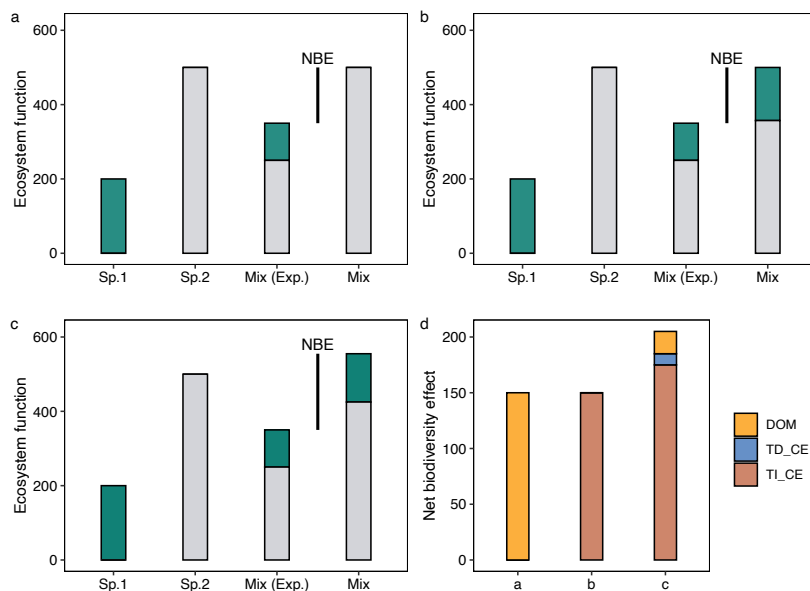 a
600
400
200
0
Ecosystem function
NBE
Sp.1 Sp.2 Mix (Exp.) Mix
b
600
400
200
0
Ecosystem function
NBE
Sp.1 Sp.2 Mix (Exp.) Mix
c
600
400
200
0
Ecosystem function
NBE
Sp.1 Sp.2 Mix (Exp.) Mix
d
200
150
100
50
0
Net biodiversity effect
a b c
DOM
TD_CE
TI_CE